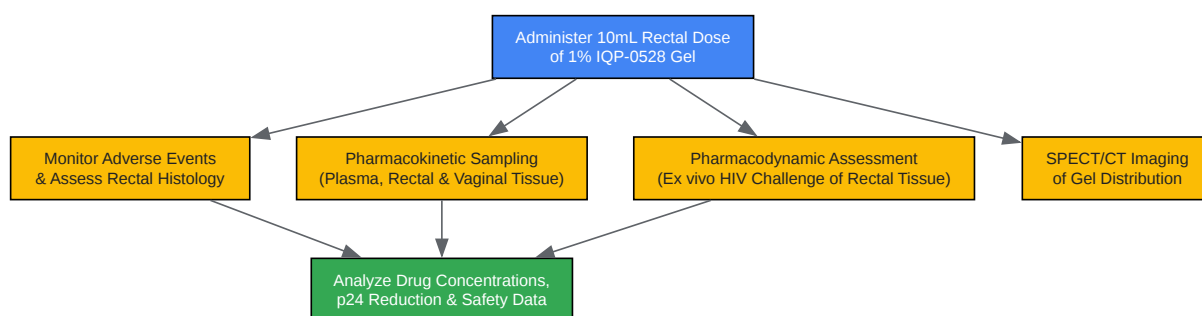 Administer 10mL Rectal Dose
of 1% IQP-0528 Gel
Monitor Adverse Events
& Assess Rectal Histology
Pharmacokinetic Sampling
(Plasma, Rectal & Vaginal Tissue)
Pharmacodynamic Assessment
(Ex vivo HIV Challenge of Rectal Tissue)
SPECT/CT Imaging
of Gel Distribution
Analyze Drug Concentrations,
p24 Reduction & Safety Data